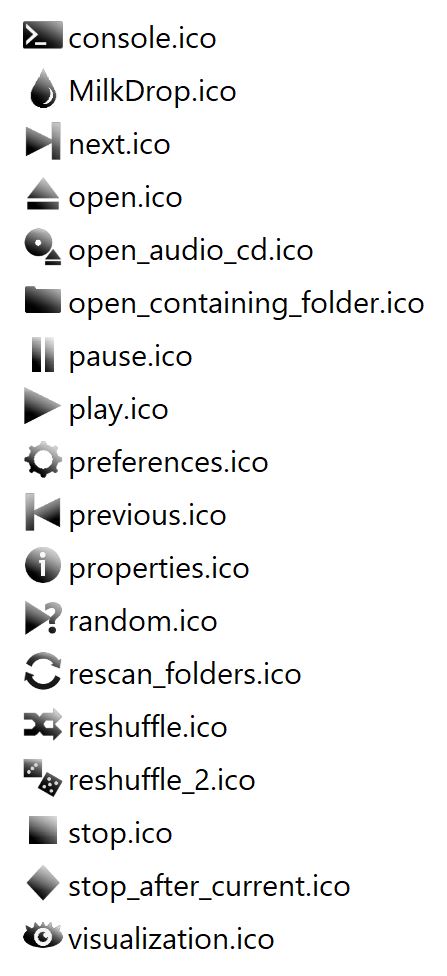 console.ico
MilkDrop.ico
next.ico
open.ico
open_audio_cd.ico
open_containing_folder.ico
pause.ico
play.ico
preferences.ico
previous.ico
properties.ico
random.ico
rescan_folders.ico
reshuffle.ico
reshuffle_2.ico
stop.ico
stop_after_current.ico
visualization.ico